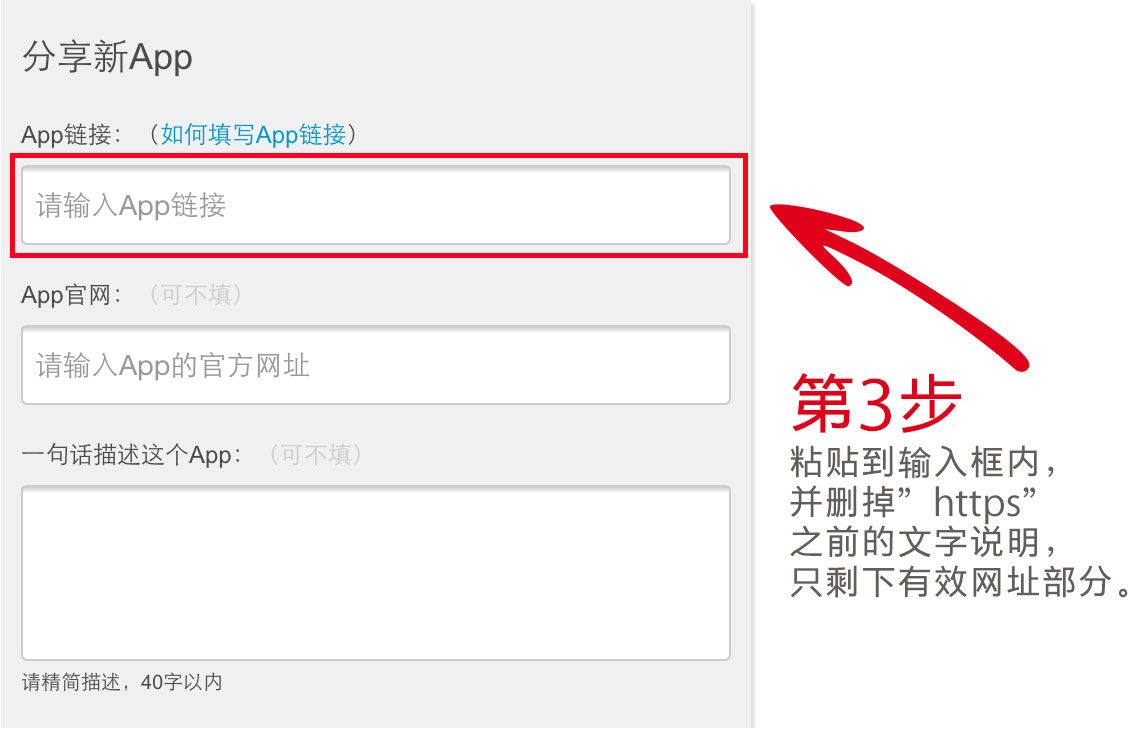 分享新App
App链接：（如何填写App链接）
请输入App链接
App官网：（可不填）
请输入App的官方网址
一句话描述这个App：（可不填）
请精简描述，40字以内
第3步
粘贴到输入框内，
并删掉”https”
之前的文字说明，
只剩下有效网址部分。